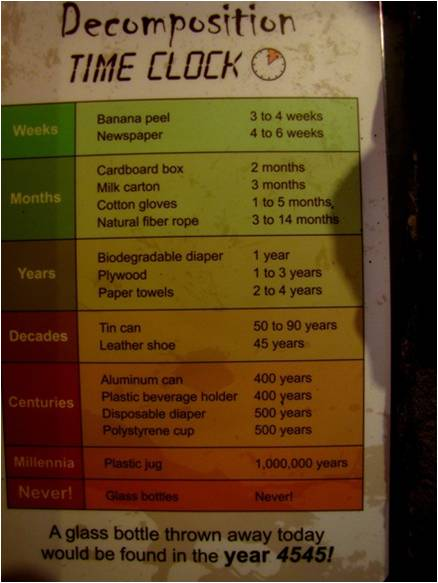 Decomposition
TIME CLOCK
Weeks
Banana peel 3 to 4 weeks
Newspaper 4 to 6 weeks
Months
Cardboard box 2 months
Milk carton 3 months
Cotton gloves 1 to 5 months
Natural fiber rope 3 to 14 months
Years
Biodegradable diaper 1 year
Plywood 1 to 3 years
Paper towels 2 to 4 years
Decades
Tin can 50 to 90 years
Leather shoe 45 years
Centuries
Aluminum can 400 years
Plastic beverage holder 400 years
Disposable diaper 500 years
Polystyrene cup 500 years
Millennia
Plastic jug 1,000,000 years
Never!
Glass bottles Never!
A glass bottle thrown away today
would be found in the year 4545!